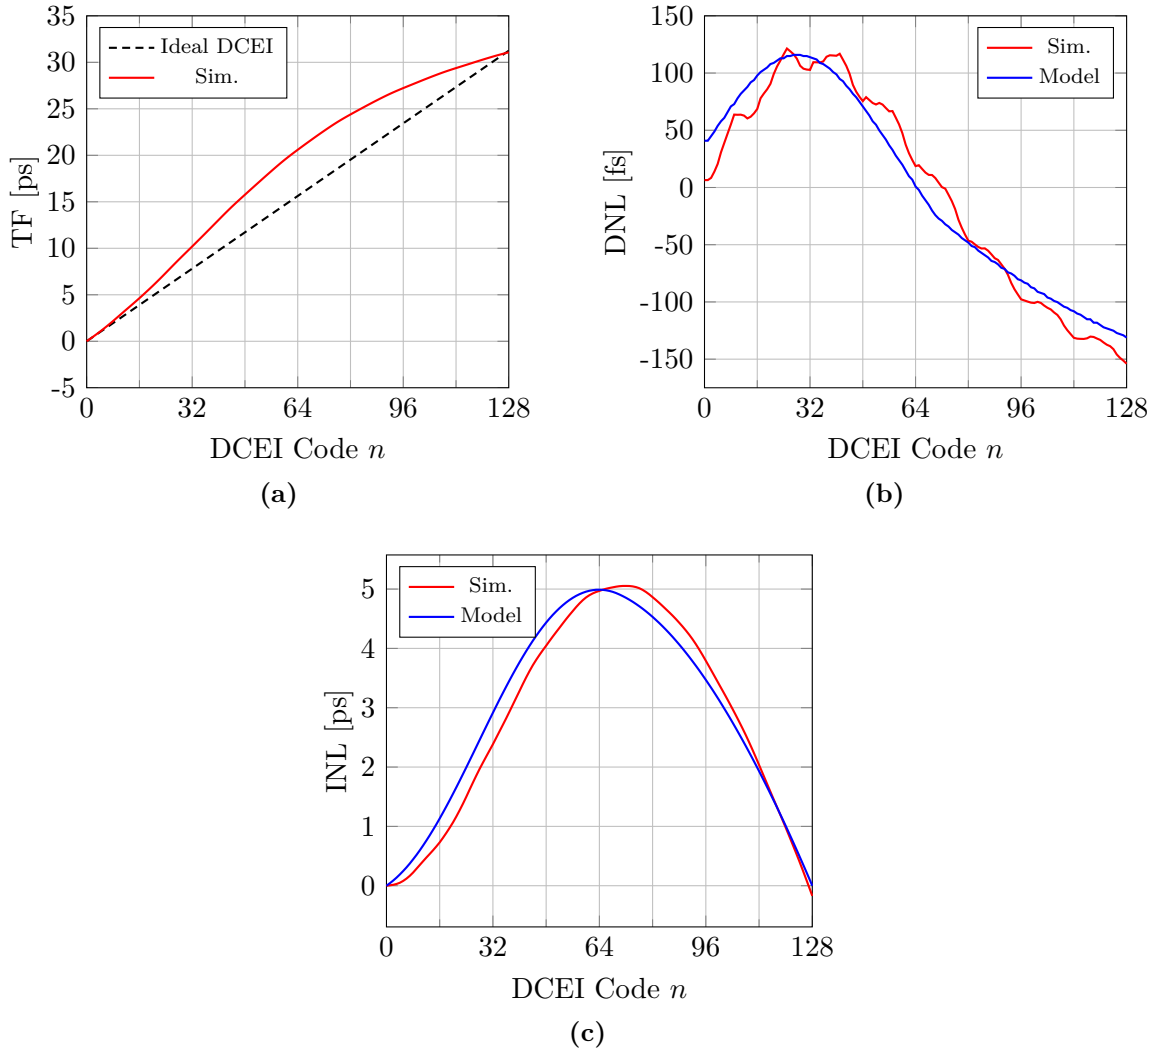 TF [ps]
35
30
25
20
15
10
5
0
-5
Ideal DCEI
Sim.
0 32 64 96 128
DCEI Code n
(a)
DNL [fs]
150
100
50
0
-50
-100
-150
Sim.
Model
0 32 64 96 128
DCEI Code n
(b)
INL [ps]
5
4
3
2
1
0
Sim.
Model
0 32 64 96 128
DCEI Code n
(c)